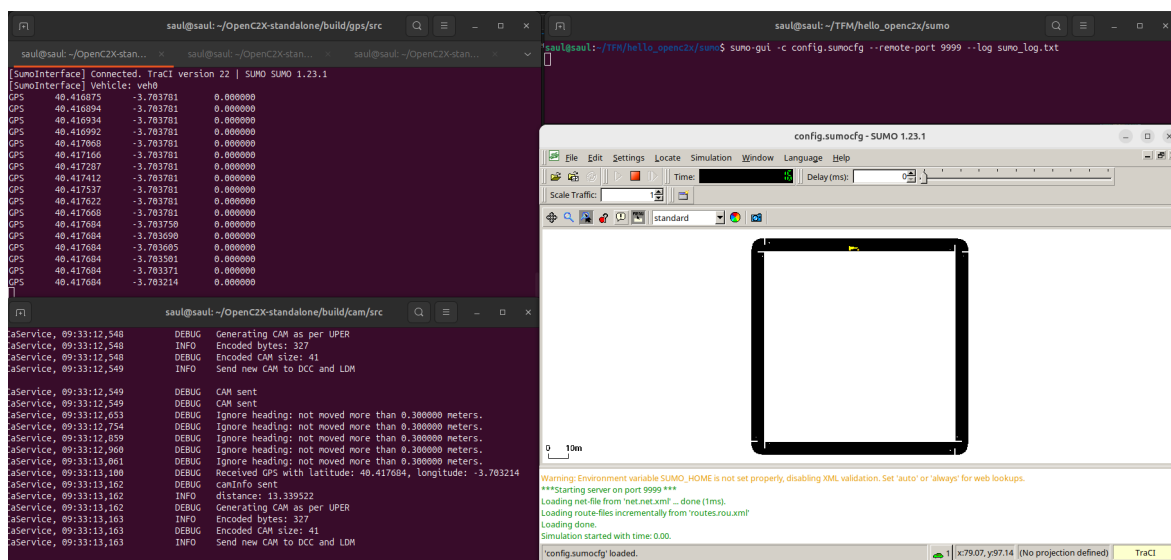 saul@saul: ~/OpenC2X-standalone/build/gps/src
saul@saul: ~/OpenC2X-stan... × saul@saul: ~/OpenC2X-stan... × saul@saul: ~/OpenC2X-stan... ×
[SumoInterface] Connected. TraCI version 22 | SUMO SUMO 1.23.1
[SumoInterface] Vehicle: veh0
GPS 40.416875 -3.703781 0.000000
GPS 40.416894 -3.703781 0.000000
GPS 40.416934 -3.703781 0.000000
GPS 40.416992 -3.703781 0.000000
GPS 40.417068 -3.703781 0.000000
GPS 40.417166 -3.703781 0.000000
GPS 40.417287 -3.703781 0.000000
GPS 40.417412 -3.703781 0.000000
GPS 40.417537 -3.703781 0.000000
GPS 40.417622 -3.703781 0.000000
GPS 40.417668 -3.703781 0.000000
GPS 40.417684 -3.703750 0.000000
GPS 40.417684 -3.703690 0.000000
GPS 40.417684 -3.703605 0.000000
GPS 40.417684 -3.703501 0.000000
GPS 40.417684 -3.703371 0.000000
GPS 40.417684 -3.703214 0.000000
saul@saul: ~/OpenC2X-standalone/build/cam/src
CaService, 09:33:12,548 DEBUG Generating CAM as per UPER
CaService, 09:33:12,548 INFO Encoded bytes: 327
CaService, 09:33:12,548 DEBUG Encoded CAM size: 41
CaService, 09:33:12,549 INFO Send new CAM to DCC and LDM
CaService, 09:33:12,549 DEBUG CAM sent
CaService, 09:33:12,549 DEBUG CAM sent
CaService, 09:33:12,653 DEBUG Ignore heading: not moved more than 0.300000 meters.
CaService, 09:33:12,754 DEBUG Ignore heading: not moved more than 0.300000 meters.
CaService, 09:33:12,859 DEBUG Ignore heading: not moved more than 0.300000 meters.
CaService, 09:33:12,960 DEBUG Ignore heading: not moved more than 0.300000 meters.
CaService, 09:33:13,061 DEBUG Ignore heading: not moved more than 0.300000 meters.
CaService, 09:33:13,100 DEBUG Received GPS with latitude: 40.417684, longitude: -3.703214
CaService, 09:33:13,162 DEBUG camInfo sent
CaService, 09:33:13,162 INFO distance: 13.339522
CaService, 09:33:13,162 DEBUG Generating CAM as per UPER
CaService, 09:33:13,163 INFO Encoded bytes: 327
CaService, 09:33:13,163 DEBUG Encoded CAM size: 41
CaService, 09:33:13,163 INFO Send new CAM to DCC and LDM
saul@saul: ~/TFM/hello_openc2x/sumo
saul@saul:~/TFM/hello_openc2x/sumo$ sumo-gui -c config.sumocfg --remote-port 9999 --log sumo_log.txt
config.sumocfg - SUMO 1.23.1
File Edit Settings Locate Simulation Window Language Help
Time: Delay (ms): 0
Scale Traffic: 1
standard
0 10m
Warning: Environment variable SUMO_HOME is not set properly, disabling XML validation. Set 'auto' or 'always' for web lookups.
***Starting server on port 9999 ***
Loading net-file from 'net.net.xml' ... done (1ms).
Loading route-files incrementally from 'routes.rou.xml'
Loading done.
Simulation started with time: 0.00.
'config.sumocfg' loaded. 1 x:79.07, y:97.14 (No projection defined) TraCI